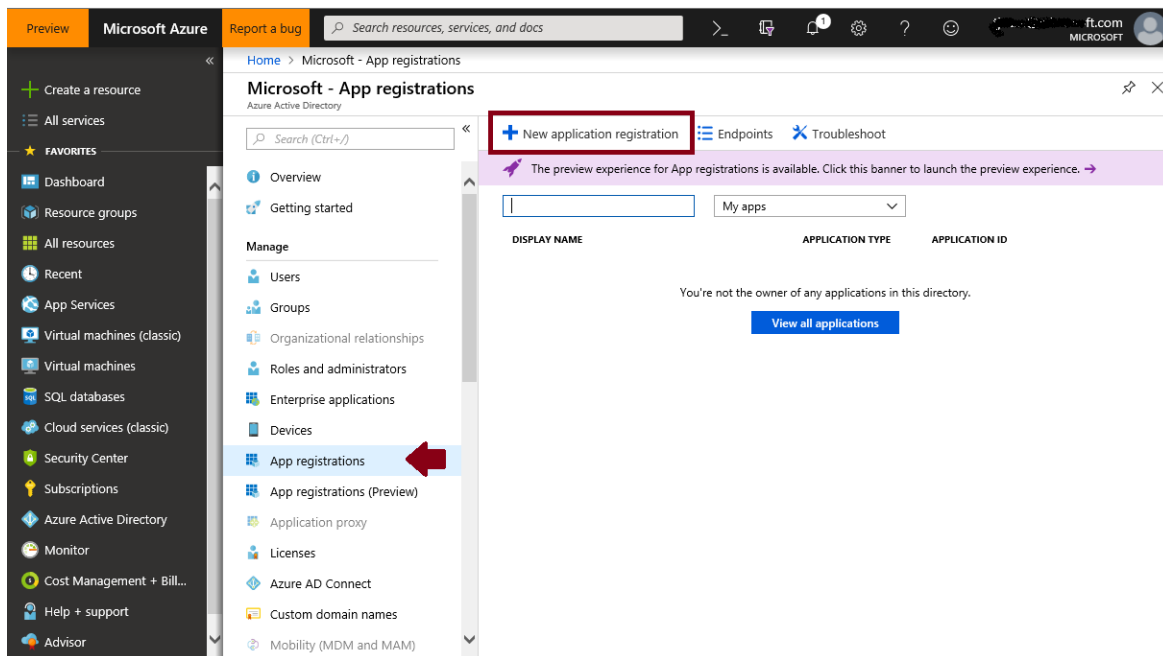 Preview
Microsoft Azure
Report a bug
Search resources, services, and docs
1
ft.com
MICROSOFT
«
Create a resource
All services
FAVORITES
Dashboard
Resource groups
All resources
Recent
App Services
Virtual machines (classic)
Virtual machines
SQL databases
Cloud services (classic)
Security Center
Subscriptions
Azure Active Directory
Monitor
Cost Management + Bill...
Help + support
Advisor
Home > Microsoft - App registrations
Microsoft - App registrations
Azure Active Directory
Search (Ctrl+/)
«
Overview
Getting started
Manage
Users
Groups
Organizational relationships
Roles and administrators
Enterprise applications
Devices
App registrations
App registrations (Preview)
Application proxy
Licenses
Azure AD Connect
Custom domain names
Mobility (MDM and MAM)
New application registration
Endpoints
Troubleshoot
The preview experience for App registrations is available. Click this banner to launch the preview experience. →
My apps
DISPLAY NAME
APPLICATION TYPE
APPLICATION ID
You're not the owner of any applications in this directory.
View all applications